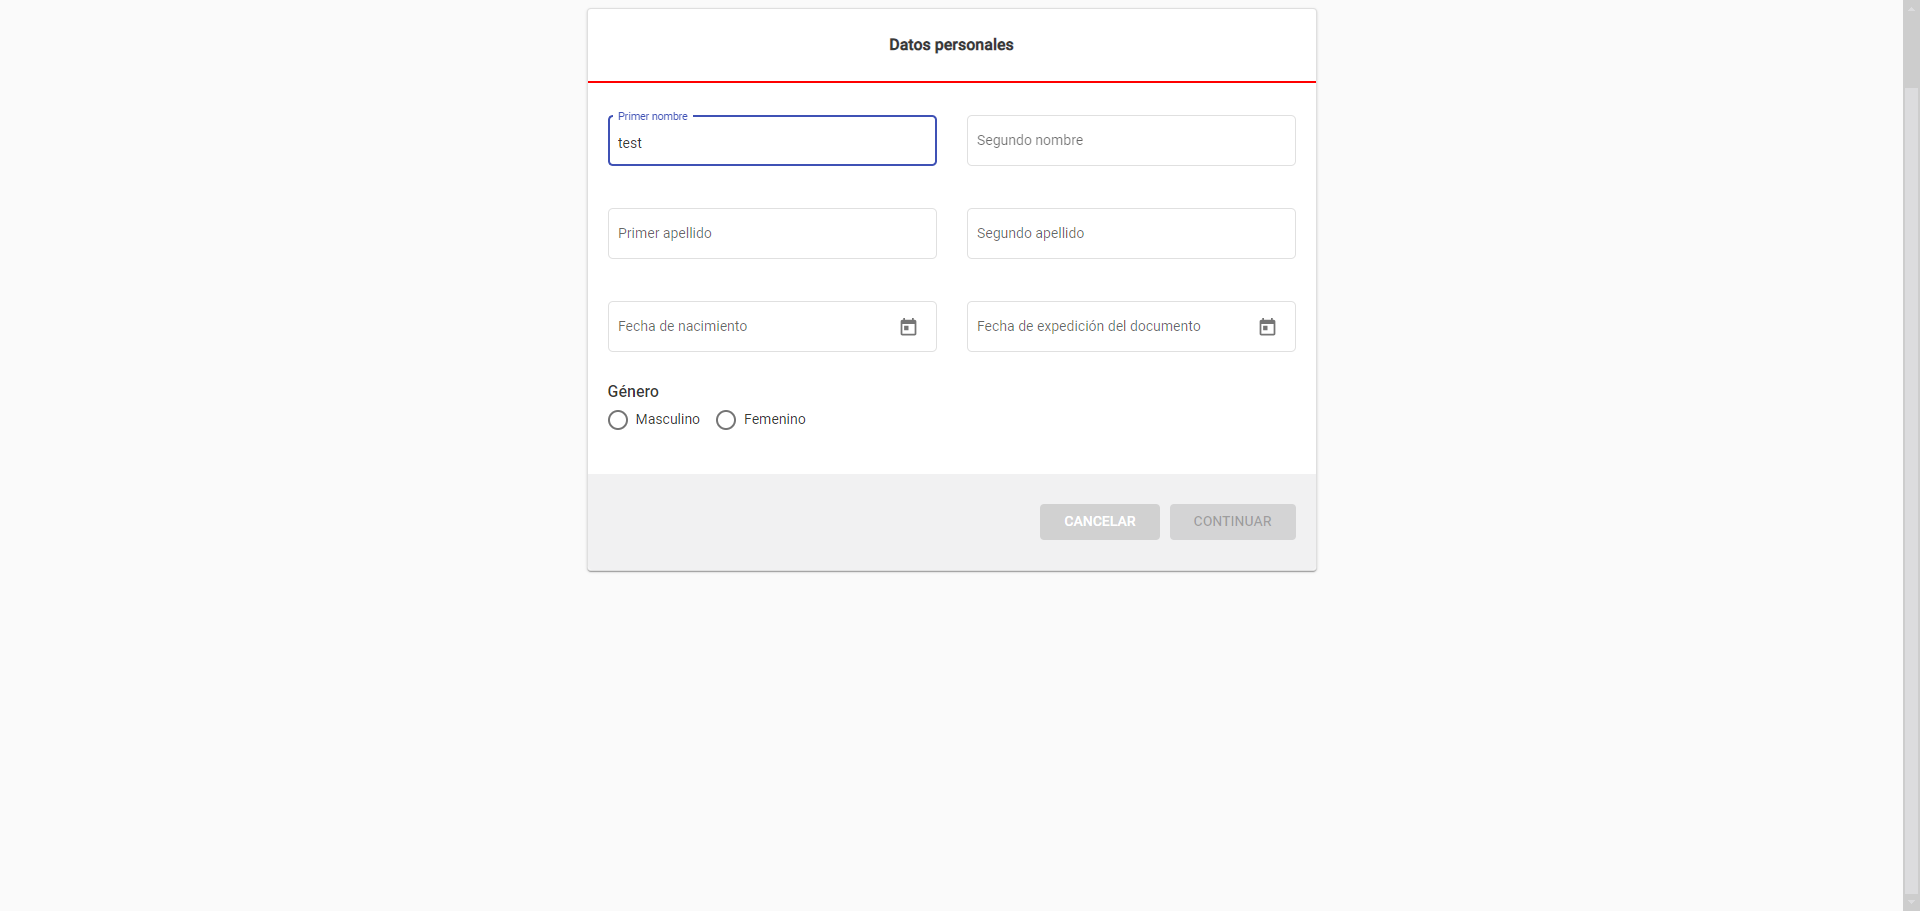 Datos personales
Primer nombre
test
Segundo nombre
Primer apellido
Segundo apellido
Fecha de nacimiento
Fecha de expedición del documento
Género
Masculino
Femenino
CANCELAR
CONTINUAR